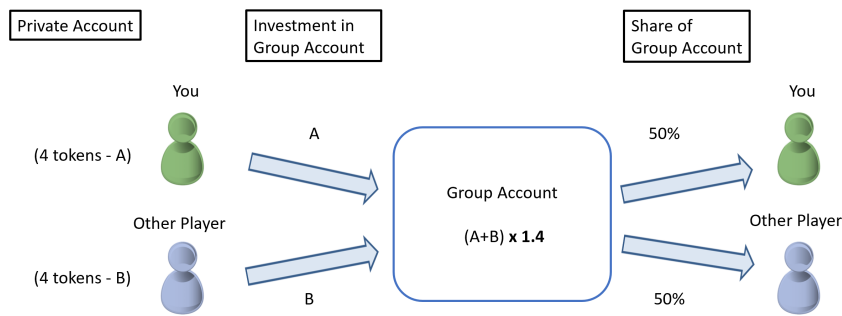 Private Account
Investment in
Group Account
Share of
Group Account
You
You
A
50%
(4 tokens - A)
Group Account
Other Player
Other Player
(A+B) x 1.4
(4 tokens - B)
B
50%